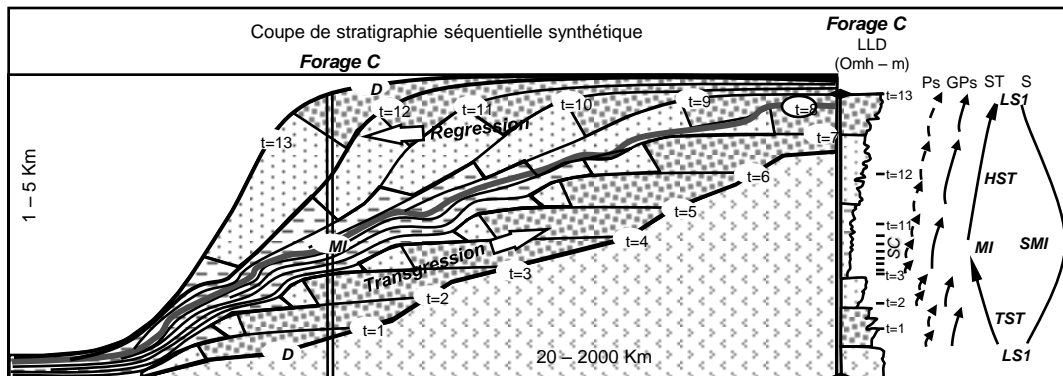 Coupe de stratigraphie séquentielle synthétique
Forage C
Forage C
LLD
(Omh – m)
Ps GPs ST S
1 – 5 Km
D
t=13
t=12
t=11
t=10
t=9
t=8
t=7
t=6
t=5
t=4
t=3
t=2
t=1
Regression
Transgression
MI
D
20 – 2000 Km
t=13
t=12
t=11
SC
t=3
t=2
t=1
LS1
HST
MI
SMI
TST
LS1